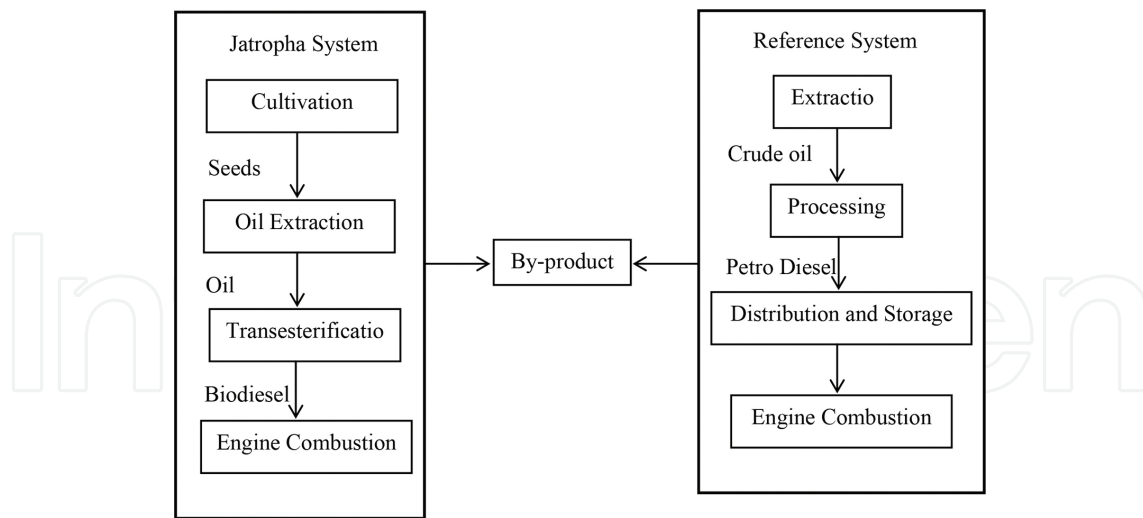 Jatropha System
Cultivation
Seeds
Oil Extraction
Oil
Transesterificatio
Biodiesel
Engine Combustion
By-product
Reference System
Extractio
Crude oil
Processing
Petro Diesel
Distribution and Storage
Engine Combustion